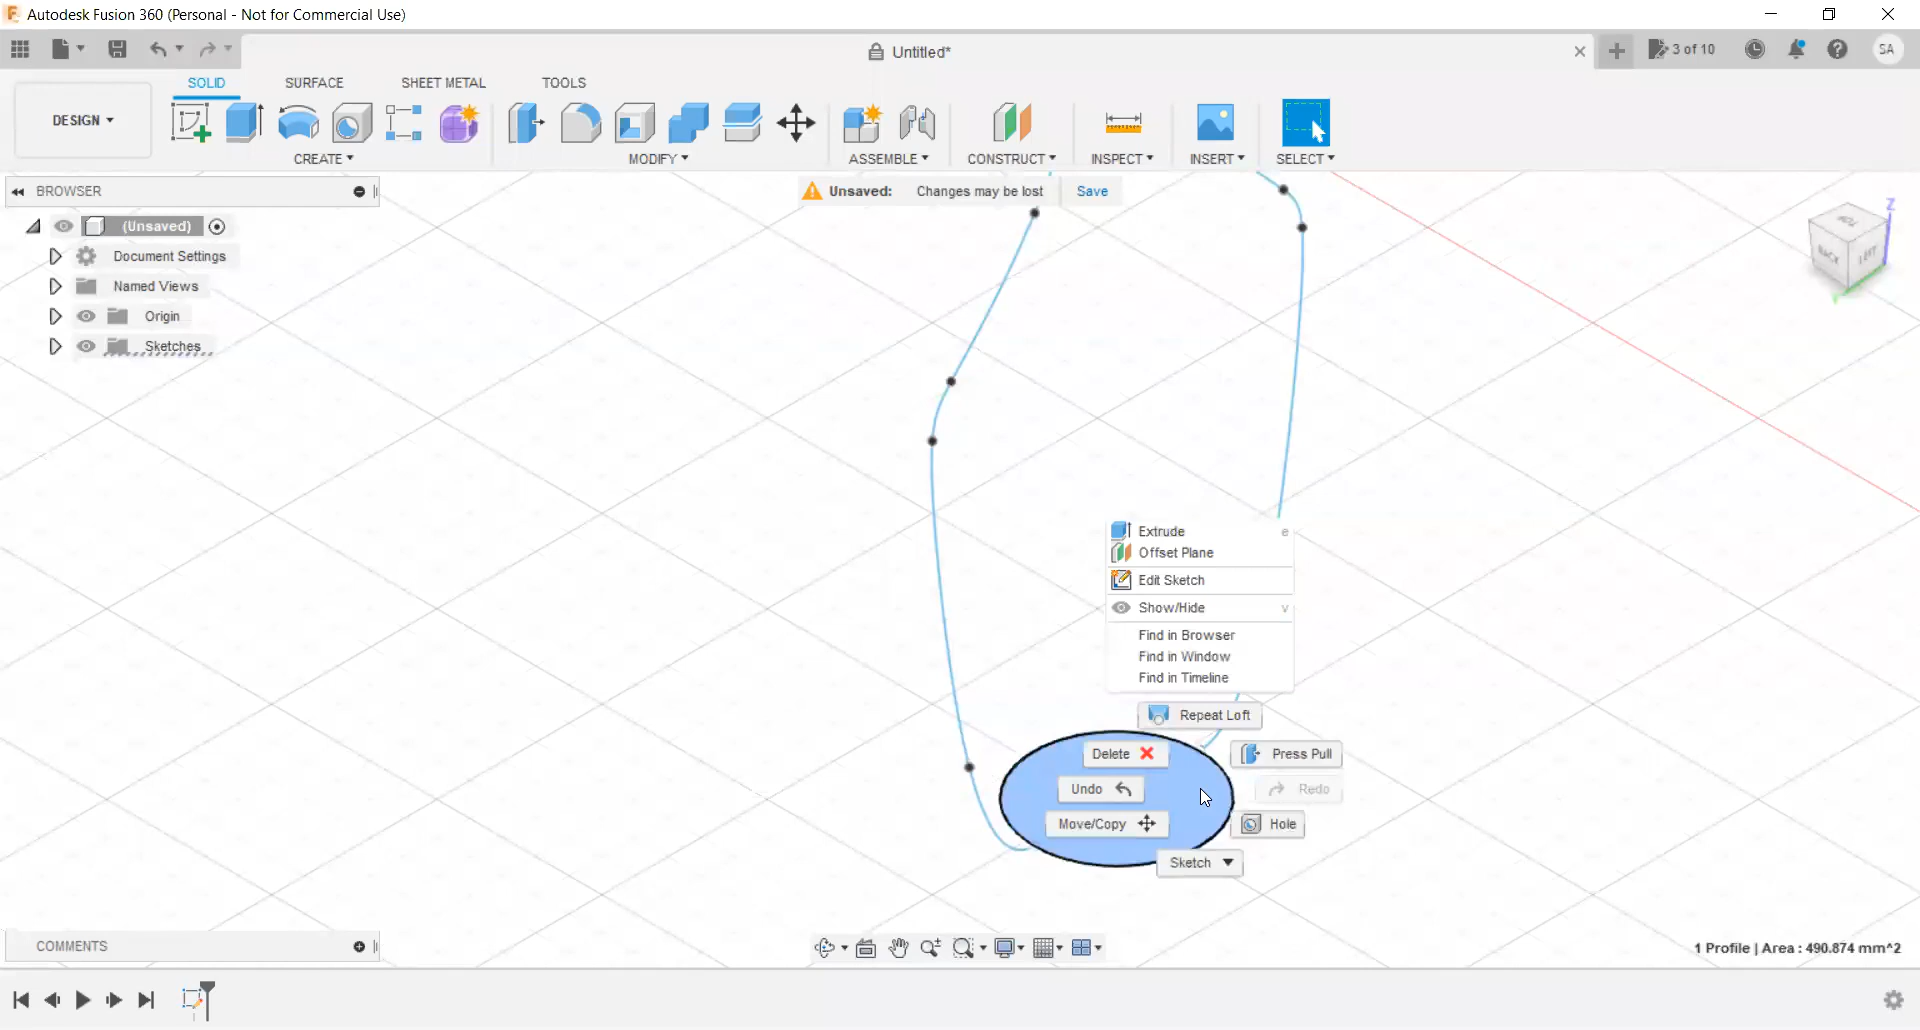 Autodesk Fusion 360 (Personal - Not for Commercial Use)
Untitled*
3 of 10
SA
DESIGN
SOLID
SURFACE
SHEET METAL
TOOLS
CREATE
MODIFY
ASSEMBLE
CONSTRUCT
INSPECT
INSERT
SELECT
BROWSER
Unsaved: Changes may be lost Save
(Unsaved)
Document Settings
Named Views
Origin
Sketches
Z
TOP
BACK
LEFT
Extrude e
Offset Plane
Edit Sketch
Show/Hide v
Find in Browser
Find in Window
Find in Timeline
Repeat Loft
Delete
Press Pull
Undo
Redo
Move/Copy
Hole
Sketch
COMMENTS
1 Profile | Area : 490.874 mm^2